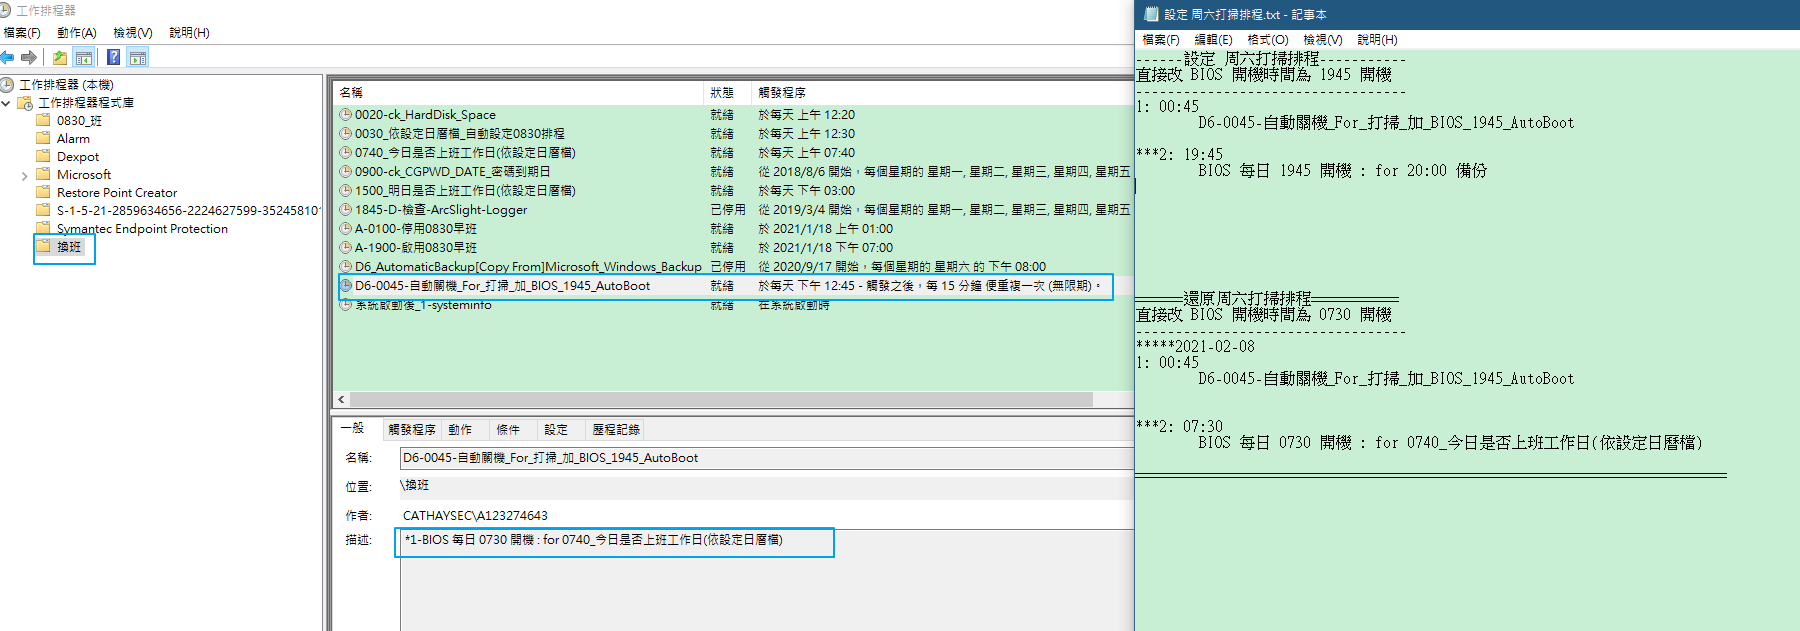 工作排程器
檔案(F) 動作(A) 檢視(V) 說明(H)
工作排程器 (本機)
工作排程器程式庫
0830_班
Alarm
Dexpot
Microsoft
Restore Point Creator
S-1-5-21-2859634656-2224627599-352458101
Symantec Endpoint Protection
換班
名稱 狀態 觸發程序
0020-ck_HardDisk_Space 就緒 於每天 上午 12:20
0030_依設定日曆檔_自動設定0830排程 就緒 於每天 上午 12:30
0740_今日是否上班工作日(依設定日曆檔) 就緒 於每天 上午 07:40
0900-ck_CGPWD_DATE_密碼到期日 就緒 從 2018/8/6 開始，每個星期的 星期一, 星期二, 星期三, 星期四, 星期五
1500_明日是否上班工作日(依設定日曆檔) 就緒 於每天 下午 03:00
1845-D-檢查-ArcSlight-Logger 已停用 從 2019/3/4 開始，每個星期的 星期一, 星期二, 星期三, 星期四, 星期五
A-0100-停用0830早班 就緒 於 2021/1/18 上午 01:00
A-1900-啟用0830早班 就緒 於 2021/1/18 下午 07:00
D6_AutomaticBackup[Copy From]Microsoft_Windows_Backup 已停用 從 2020/9/17 開始，每個星期的 星期六 的 下午 08:00
D6-0045-自動關機_For_打掃_加_BIOS_1945_AutoBoot 就緒 於每天 下午 12:45 - 觸發之後，每 15 分鐘 便重複一次 (無限期)。
系統啟動後_1-systeminfo 就緒 在系統啟動時
一般 觸發程序 動作 條件 設定 歷程記錄
名稱: D6-0045-自動關機_For_打掃_加_BIOS_1945_AutoBoot
位置: \換班
作者: CATHAYSEC\A123274643
描述: *1-BIOS 每日 0730 開機 : for 0740_今日是否上班工作日(依設定日曆檔)
設定 周六打掃排程.txt - 記事本
檔案(F) 編輯(E) 格式(O) 檢視(V) 說明(H)
------設定 周六打掃排程-----------
直接改 BIOS 開機時間為 1945 開機
----------------------------------
1: 00:45
D6-0045-自動關機_For_打掃_加_BIOS_1945_AutoBoot
***2: 19:45
BIOS 每日 1945 開機 : for 20:00 備份
======還原周六打掃排程===========
直接改 BIOS 開機時間為 0730 開機
----------------------------------
*****2021-02-08
1: 00:45
D6-0045-自動關機_For_打掃_加_BIOS_1945_AutoBoot
***2: 07:30
BIOS 每日 0730 開機 : for 0740_今日是否上班工作日(依設定日曆檔)
==========================================================================